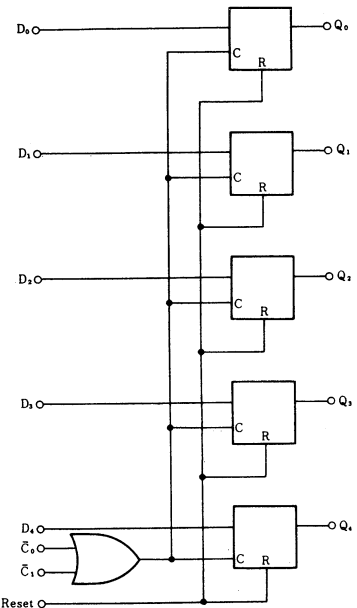 D₀ Q₀
C
R
D₁ Q₁
C
R
D₂ Q₂
C
R
D₃ Q₃
C
R
D₄ Q₄
C̄₀
C̄₁
C
R
Reset